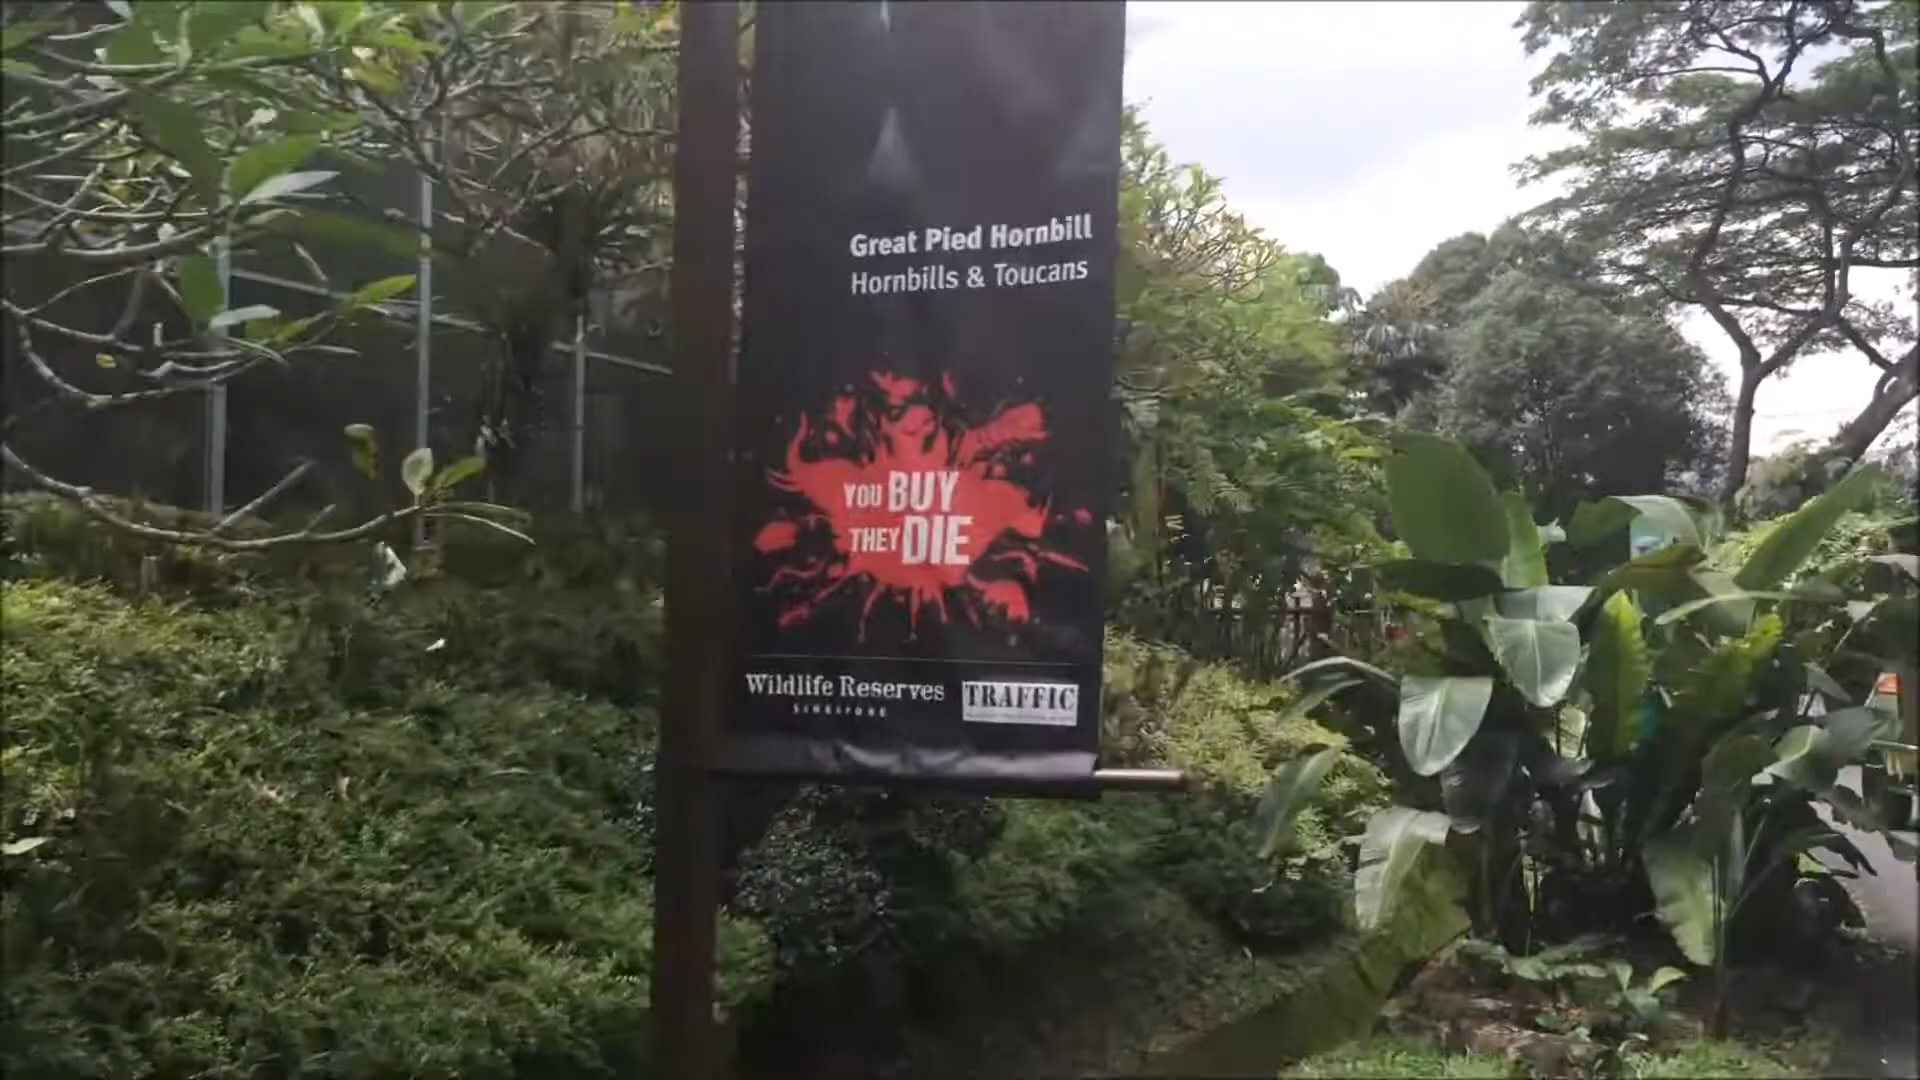 Great Pied Hornbill
Hornbills & Toucans
YOU BUY
THEY DIE
Wildlife Reserves
SINGAPORE
TRAFFIC